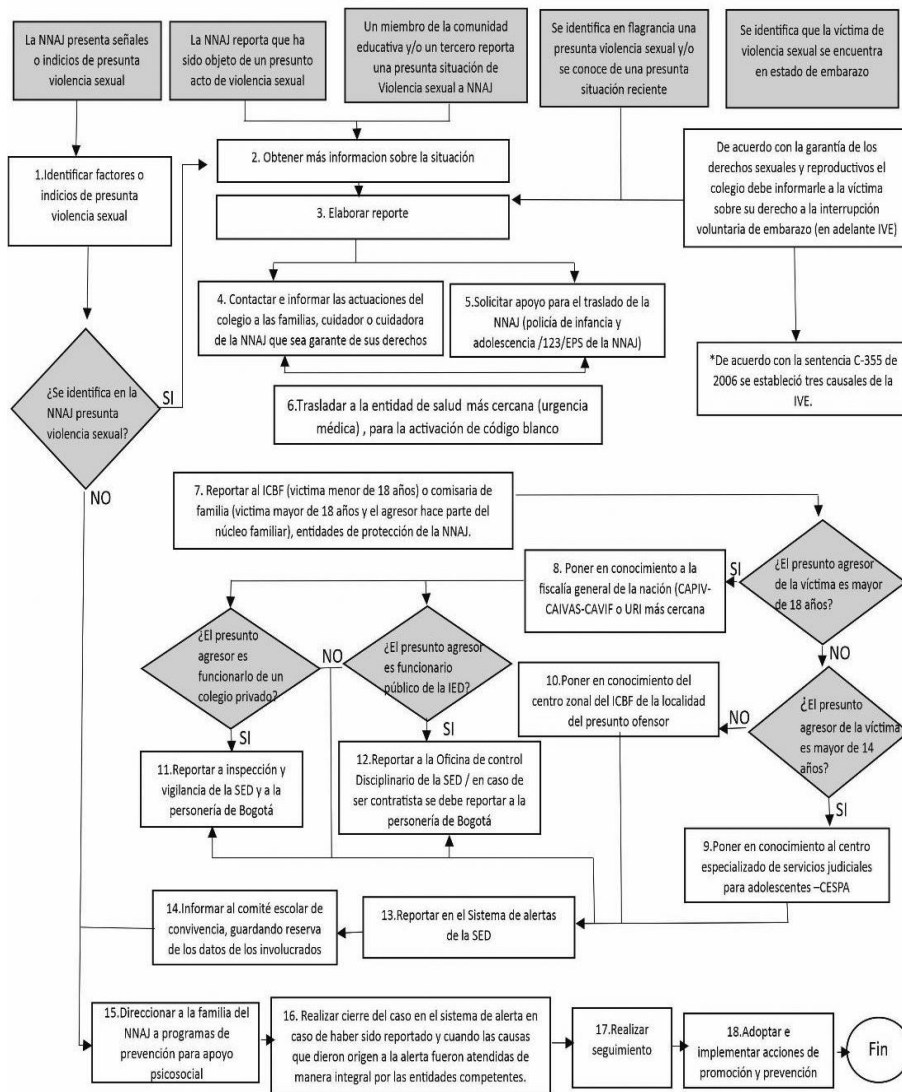 La NNAJ presenta señales
o indicios de presunta
violencia sexual
La NNAJ reporta que ha
sido objeto de un presunto
acto de violencia sexual
Un miembro de la comunidad
educativa y/o un tercero reporta
una presunta situación de
Violencia sexual a NNAJ
Se identifica en flagrancia una
presunta violencia sexual y/o
se conoce de una presunta
situación reciente
Se identifica que la víctima de
violencia sexual se encuentra
en estado de embarazo
1.Identificar factores o
indicios de presunta
violencia sexual
2. Obtener más informacion sobre la situación
3. Elaborar reporte
De acuerdo con la garantía de los
derechos sexuales y reproductivos el
colegio debe informarle a la víctima
sobre su derecho a la interrupción
voluntaria de embarazo (en adelante IVE)
4. Contactar e informar las actuaciones del
colegio a las familias, cuidador o cuidadora
de la NNAJ que sea garante de sus derechos
5.Solicitar apoyo para el traslado de la
NNAJ (policía de infancia y
adolescencia /123/EPS de la NNAJ)
*De acuerdo con la sentencia C-355 de
2006 se estableció tres causales de la
IVE.
¿Se identifica en la
NNAJ presunta
violencia sexual?
SI
NO
6.Trasladar a la entidad de salud más cercana (urgencia
médica) , para la activación de código blanco
7. Reportar al ICBF (victima menor de 18 años) o comisaria de
familia (victima mayor de 18 años y el agresor hace parte del
núcleo familiar), entidades de protección de la NNAJ.
¿El presunto agresor
de la víctima es mayor
de 18 años?
SI
NO
8. Poner en conocimiento a la
fiscalía general de la nación (CAPIV-
CAIVAS-CAVIF o URI más cercana
¿El presunto
agresor es
funcionarlo de un
colegio privado?
NO
SI
¿El presunto agresor
es funcionario
público de la IED?
SI
10.Poner en conocimiento del
centro zonal del ICBF de la localidad
del presunto ofensor
NO
¿El presunto
agresor de la víctima
es mayor de 14
años?
SI
11.Reportar a inspección y
vigilancia de la SED y a la
personería de Bogotá
12.Reportar a la Oficina de control
Disciplinario de la SED / en caso de
ser contratista se debe reportar a la
personería de Bogotá
9.Poner en conocimiento al centro
especializado de servicios judiciales
para adolescentes –CESPA
14.Informar al comité escolar de
convivencia, guardando reserva
de los datos de los involucrados
13.Reportar en el Sistema de alertas
de la SED
15.Direccionar a la familia del
NNAJ a programas de
prevención para apoyo
psicosocial
16. Realizar cierre del caso en el sistema de alerta en
caso de haber sido reportado y cuando las causas
que dieron origen a la alerta fueron atendidas de
manera integral por las entidades competentes.
17.Realizar
seguimiento
18.Adoptar e
implementar acciones de
promoción y prevención
Fin